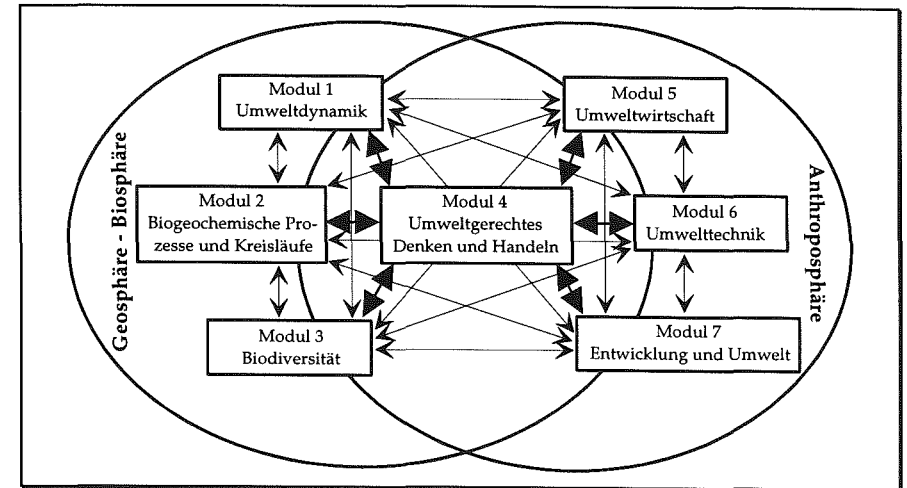 Modul 1
Umweltdynamik
Modul 5
Umweltwirtschaft
Geosphäre - Biosphäre
Modul 2
Biogeochemische Pro-
zesse und Kreisläufe
Modul 4
Umweltgerechtes
Denken und Handeln
Modul 6
Umwelttechnik
Anthroposphäre
Modul 3
Biodiversität
Modul 7
Entwicklung und Umwelt